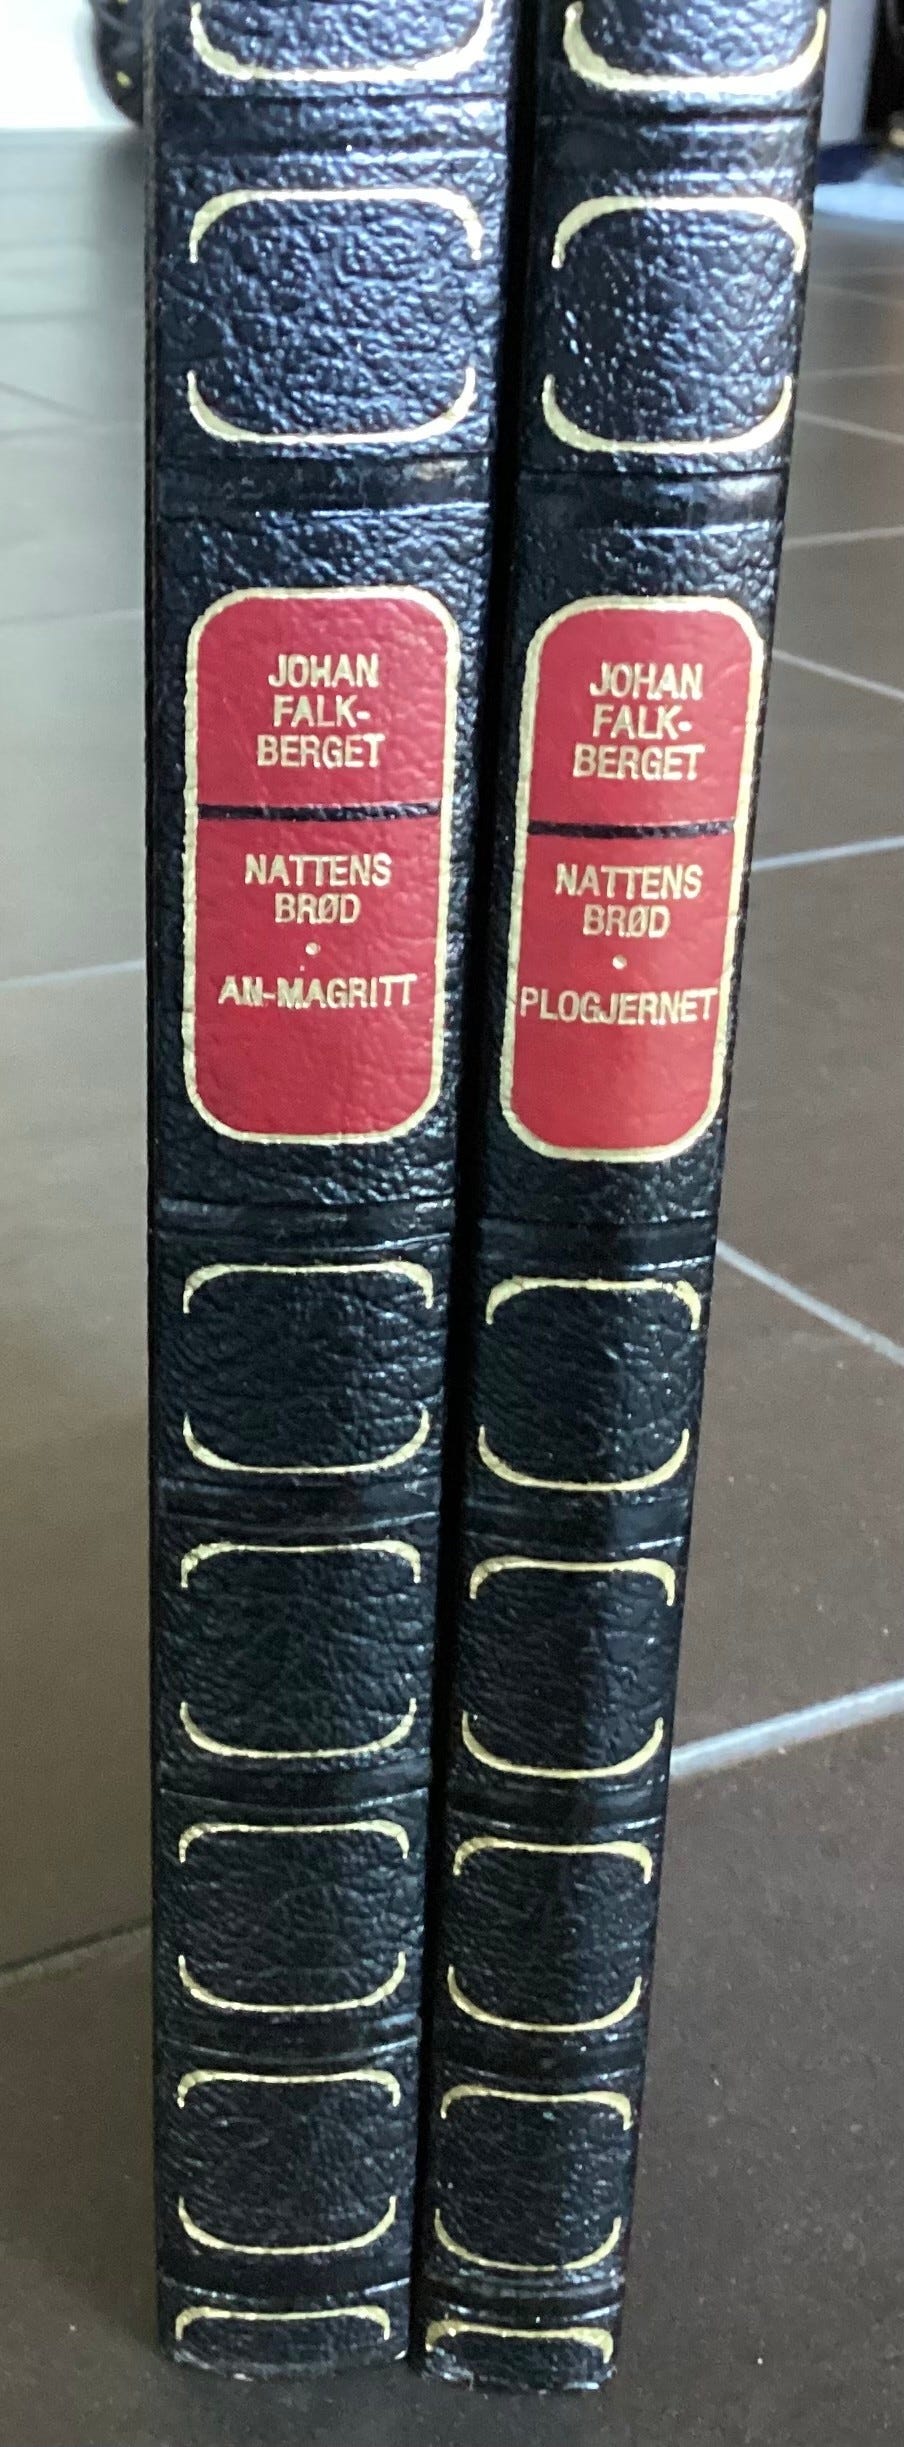 JOHAN
FALK-
BERGET
NATTENS
BRØD
•
AN-MAGRITT
JOHAN
FALK-
BERGET
NATTENS
BRØD
•
PLOGJERNET